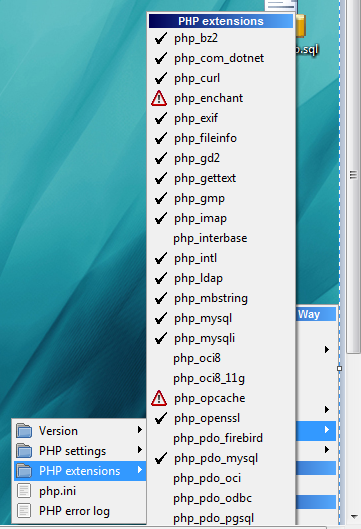 PHP extensions
php_bz2
php_com_dotnet
php_curl
php_enchant
php_exif
php_fileinfo
php_gd2
php_gettext
php_gmp
php_imap
php_interbase
php_intl
php_ldap
php_mbstring
php_mysql
php_mysqli
php_oci8
php_oci8_11g
php_opcache
php_openssl
php_pdo_firebird
php_pdo_mysql
php_pdo_oci
php_pdo_odbc
php_pdo_pgsql
.sql
Way
Version
PHP settings
PHP extensions
php.ini
PHP error log